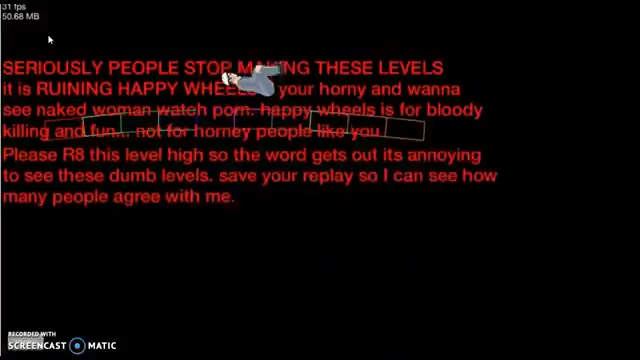 31 fps
50.68 MB
SERIOUSLY PEOPLE STOP MAKING THESE LEVELS
it is RUINING HAPPY WHEELS your horny and wanna
see naked woman watch porn. happy wheels is for bloody
killing and fun... not for horney people like you
Please R8 this level high so the word gets out its annoying
to see these dumb levels. save your replay so I can see how
many people agree with me.
RECORDED WITH
SCREENCAST MATIC